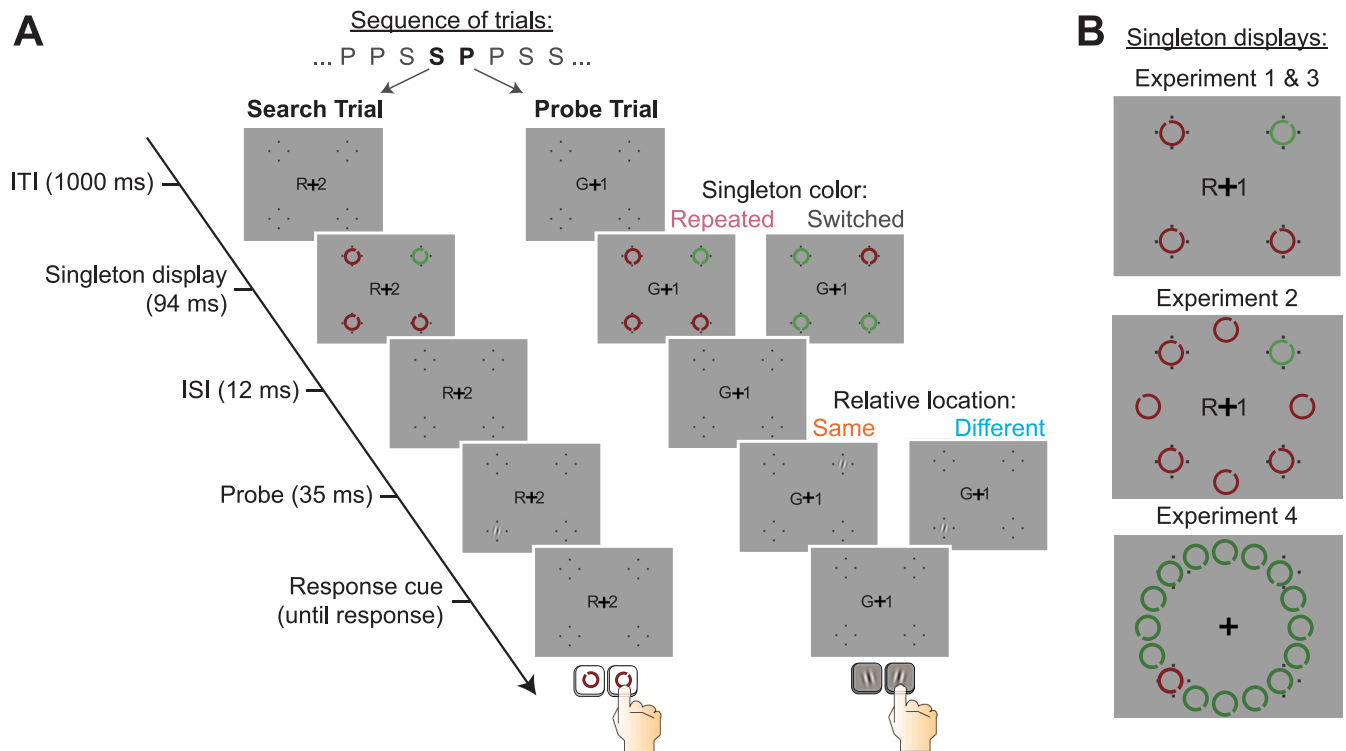 A
Sequence of trials:
... P P S S P P S S ...
Search Trial
Probe Trial
ITI (1000 ms)
R+2
G+1
Singleton color:
Repeated
Switched
Singleton display
(94 ms)
R+2
G+1
G+1
ISI (12 ms)
R+2
G+1
Relative location:
Same
Different
Probe (35 ms)
R+2
G+1
G+1
Response cue
(until response)
R+2
G+1
B
Singleton displays:
Experiment 1 & 3
R+1
Experiment 2
R+1
Experiment 4
+